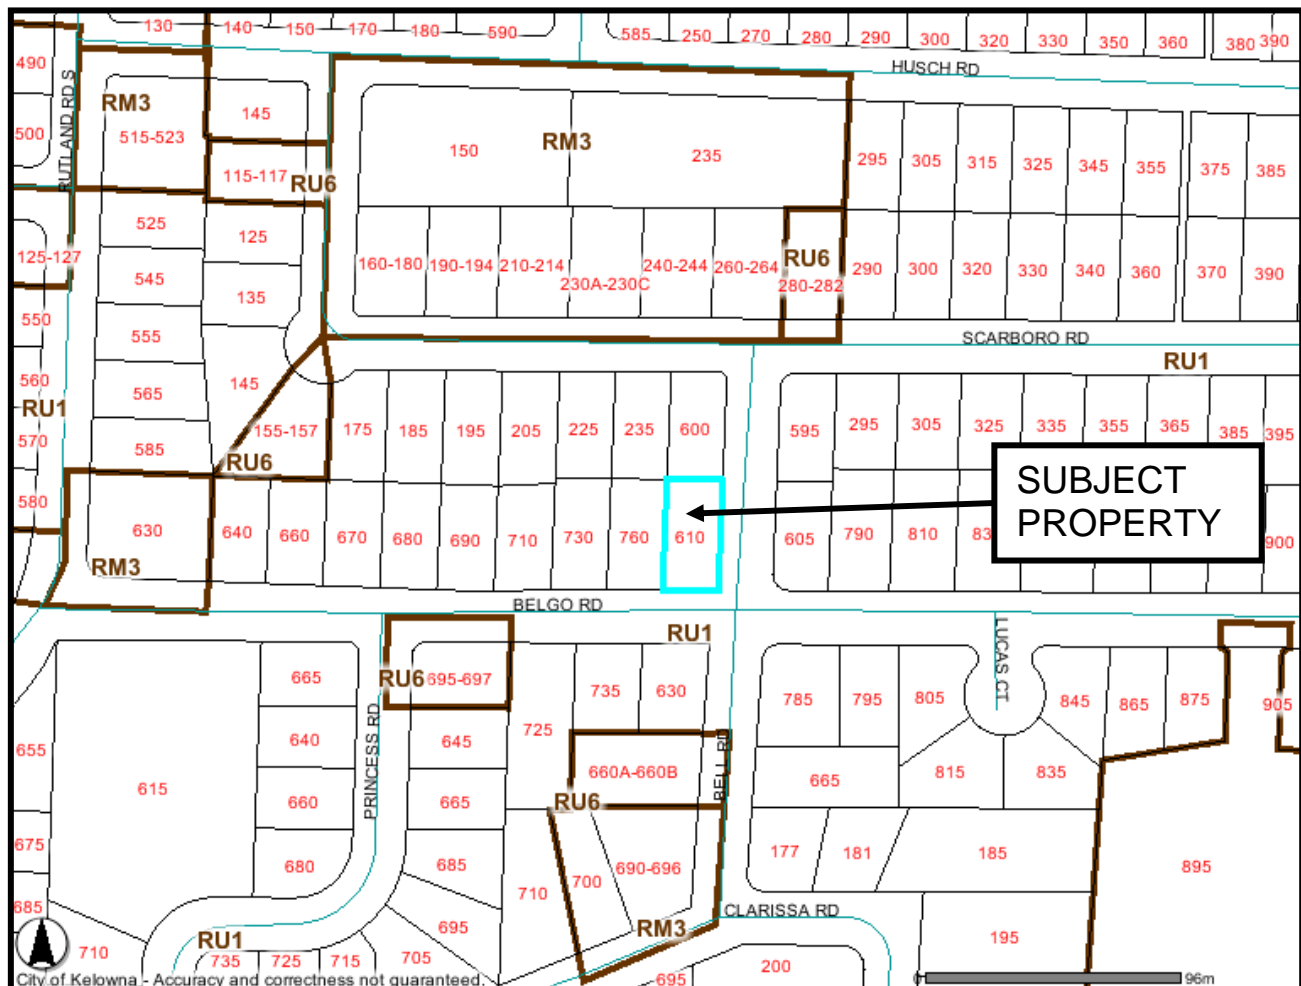 130 140 150 170 180 590 585 250 270 280 290 300 320 330 350 360 380 390
490
HUSCH RD
RM3
145
RUTLAND RD S
500
515-523
150
RM3
235
295 305 315 325 345 355 375 385
115-117
RU6
525
125
125-127
545
135
160-180 190-194 210-214 230A-230C 240-244 260-264
RU6
280-282
290 300 320 330 340 360 370 390
550
555
SCARBORO RD
RU1
560
565
145
RU1
570
585
155-157
RU6
175 185 195 205 225 235 600
595 295 305 325 335 355 365 385 395
SUBJECT
PROPERTY
580
630
RM3
640 660 670 680 690 710 730 760 610
605 790 810 900
BELGO RD
RU1
LUCAS CT
665
RU6
695-697
735 630
785 795 805 845 865 875 905
655
615
640
PRINCESS RD
645
725
660A-660B
BELL RD
665
815 835
660
665
RU6
675
680
685
710
700
690-696
177 181 185
895
685
695
RM3
CLARISSA RD
195
710
RU1
735 725 715 705
695
200
City of Kelowna - Accuracy and correctness not guaranteed.
0 96m